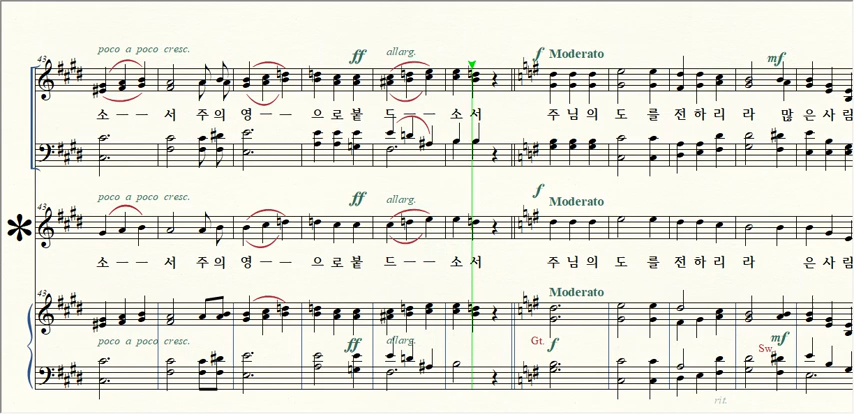 poco a poco cresc. ff allarg. f Moderato mf
43
소 — — 서 주의 영 — — 으로 붙 드 — — 소 서 주 님 의 도 를 전 하 리 라 많 은 사 람
poco a poco cresc. ff allarg. f Moderato
43
소 — — 서 주의 영 — — 으로 붙 드 — — 소 서 주 님 의 도 를 전 하 리 라 은 사 람
Moderato
43
poco a poco cresc. ff allarg. Gt. f Sw. mf
rit.